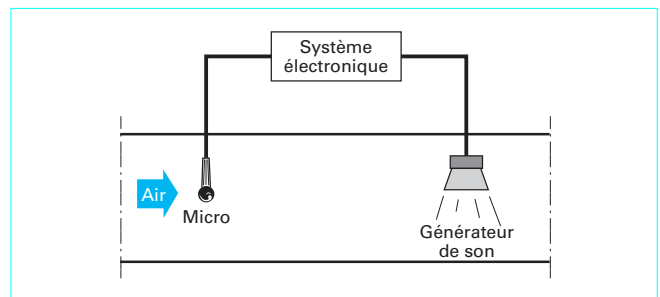 Système
électronique
Air
Micro
Générateur
de son